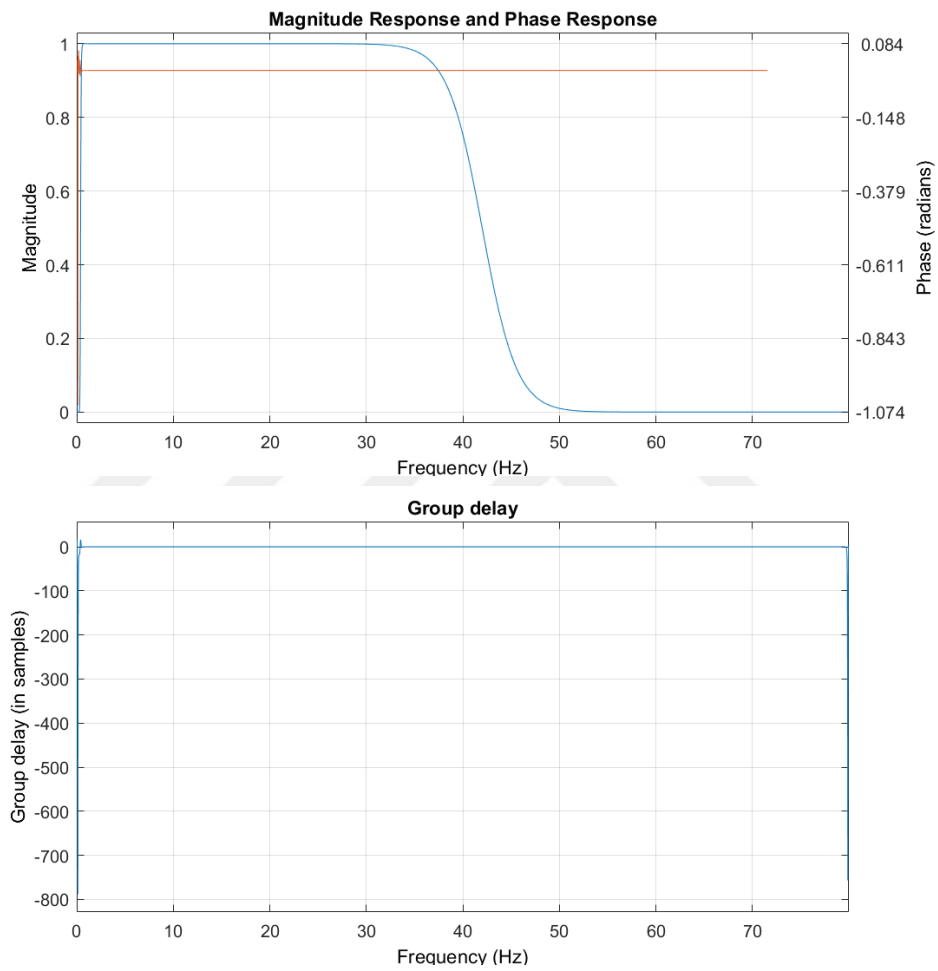 Magnitude Response and Phase Response
1
0.8
0.6
0.4
0.2
0
Magnitude
0.084
-0.148
-0.379
-0.611
-0.843
-1.074
Phase (radians)
0 10 20 30 40 50 60 70
Frequency (Hz)
Group delay
0
-100
-200
-300
-400
-500
-600
-700
-800
Group delay (in samples)
0 10 20 30 40 50 60 70
Frequency (Hz)